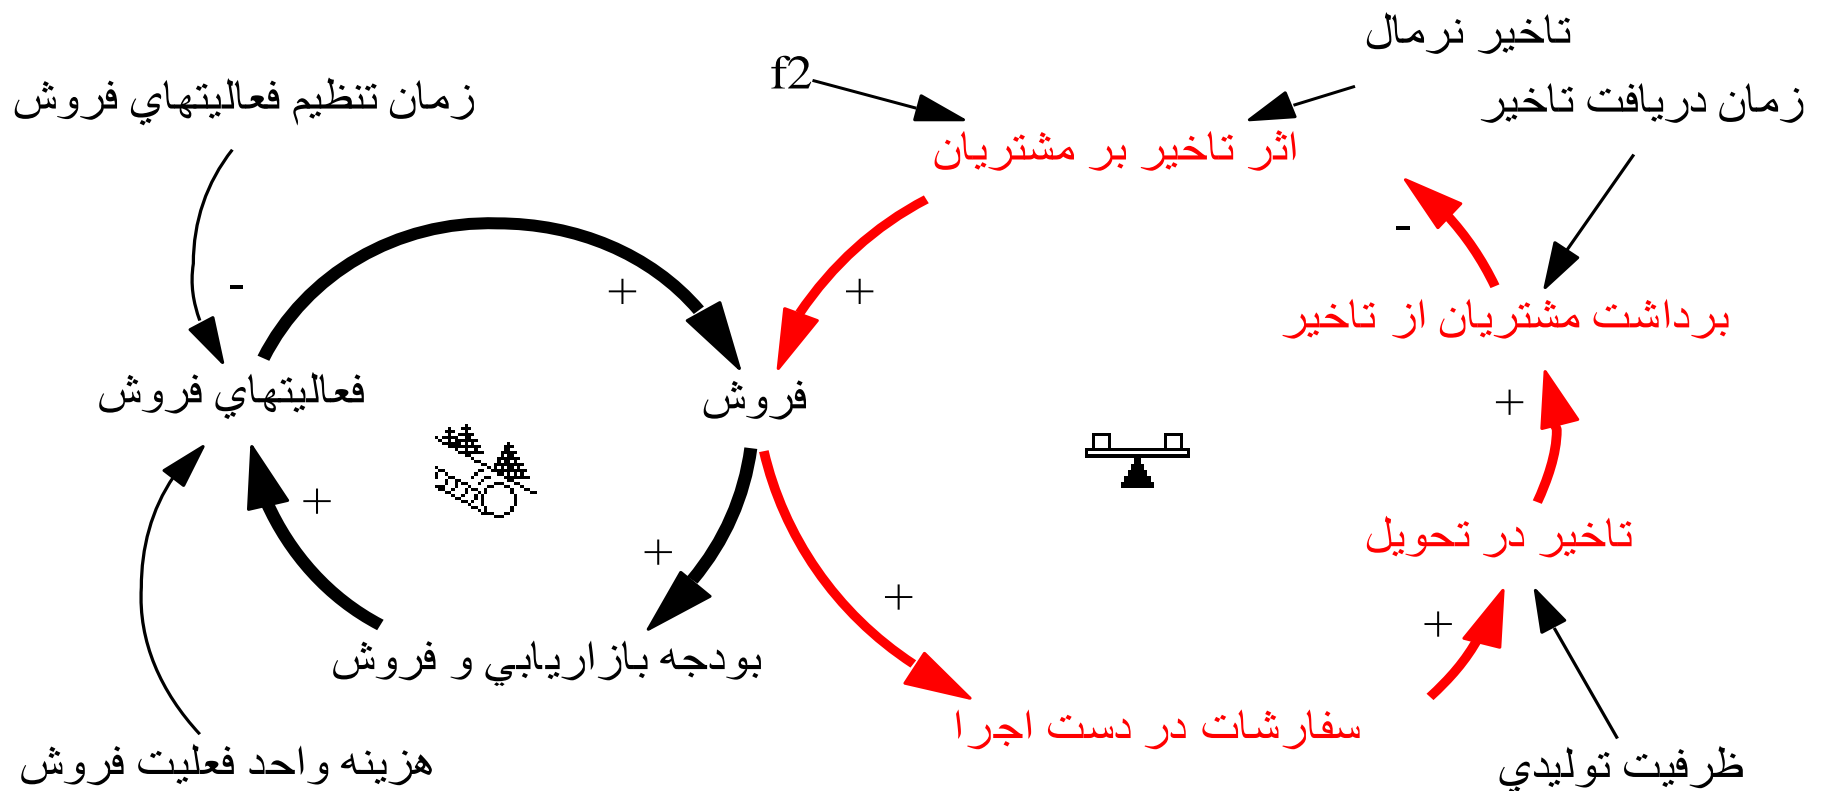 تاخير نرمال
f2
زمان تنظيم فعاليتهاي فروش
زمان دريافت تاخير
اثر تاخير بر مشتريان
-
-
+
+
برداشت مشتريان از تاخير
فعاليتهاي فروش
فروش
+
+
+
تاخير در تحويل
+
+
بودجه بازاريابي و فروش
سفارشات در دست اجرا
هزينه واحد فعليت فروش
ظرفيت توليدي